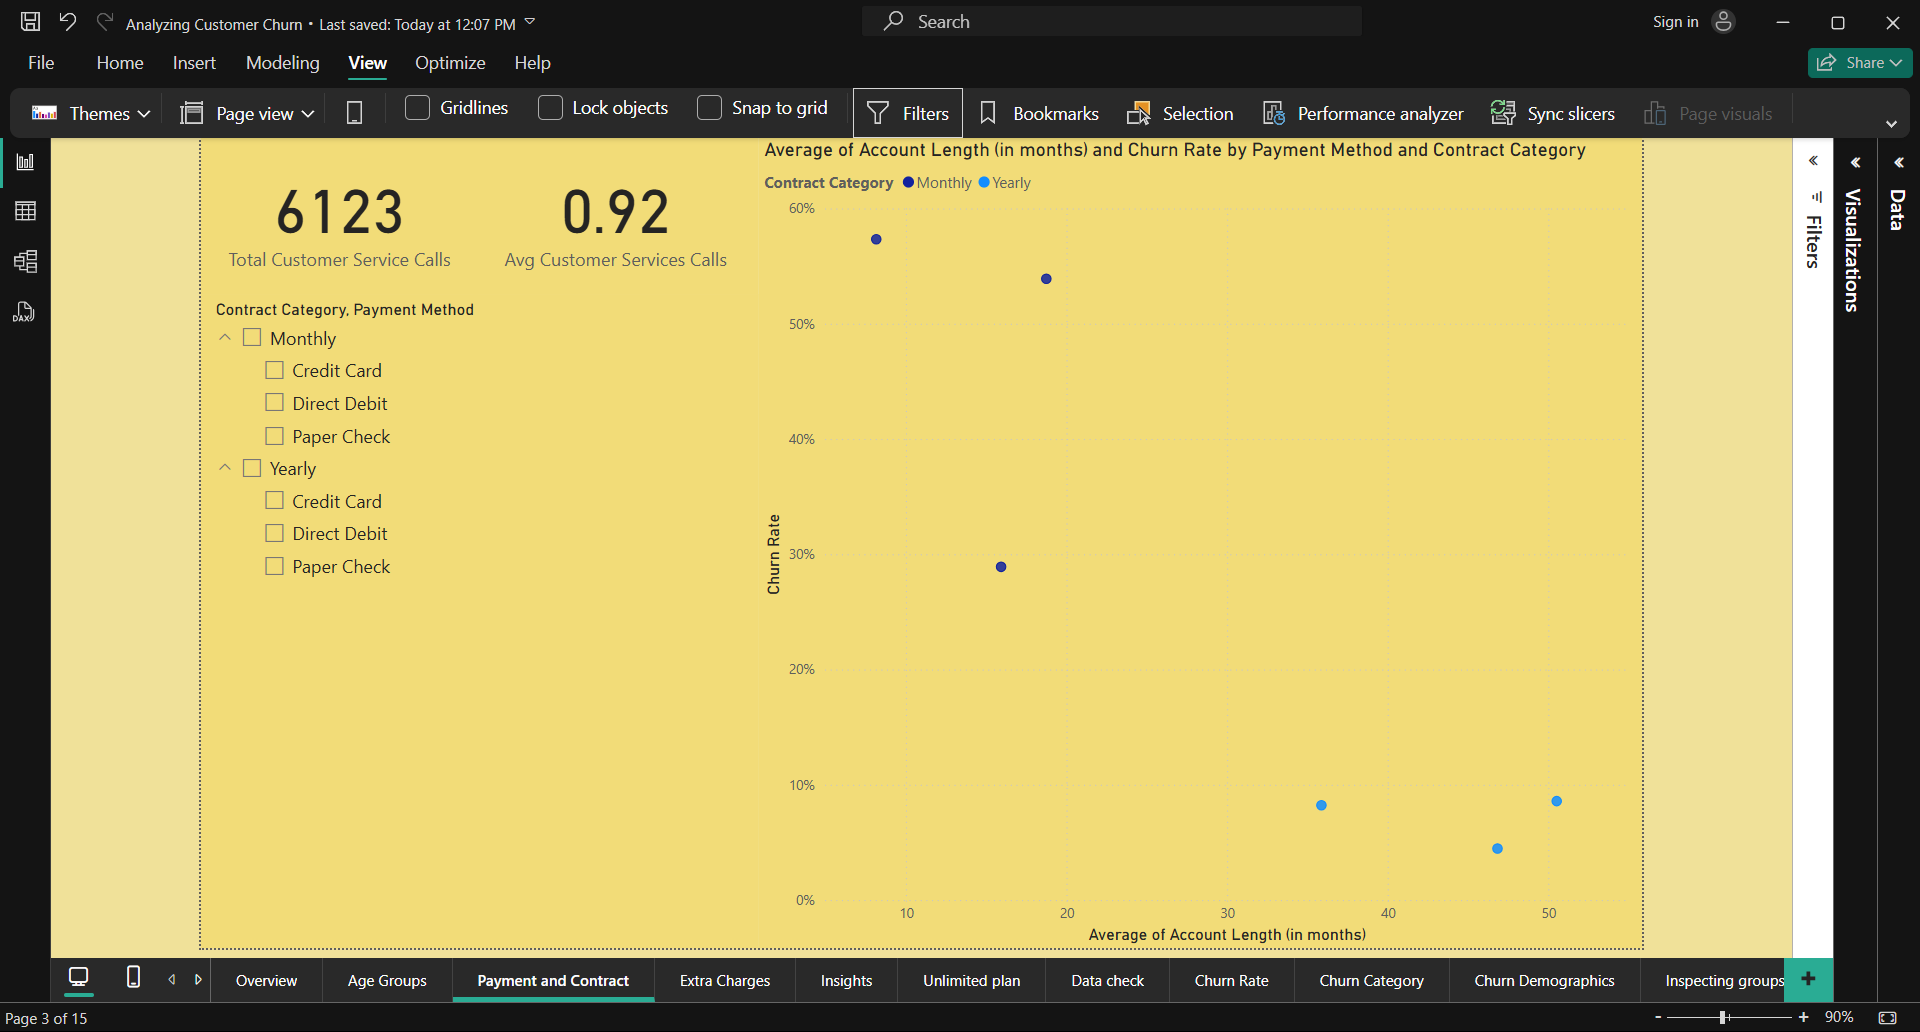 Analyzing Customer Churn • Last saved: Today at 12:07 PM
Search
Sign in
File Home Insert Modeling View Optimize Help
Share
Themes Page view Gridlines Lock objects Snap to grid Filters Bookmarks Selection Performance analyzer Sync slicers Page visuals
DAX
6123
Total Customer Service Calls
0.92
Avg Customer Services Calls
Contract Category, Payment Method
Monthly
Credit Card
Direct Debit
Paper Check
Yearly
Credit Card
Direct Debit
Paper Check
Average of Account Length (in months) and Churn Rate by Payment Method and Contract Category
Contract Category Monthly Yearly
60%
50%
40%
30%
20%
10%
0%
Churn Rate
10 20 30 40 50
Average of Account Length (in months)
Filters
Visualizations
Data
Overview Age Groups Payment and Contract Extra Charges Insights Unlimited plan Data check Churn Rate Churn Category Churn Demographics Inspecting groups
Page 3 of 15
- + 90%